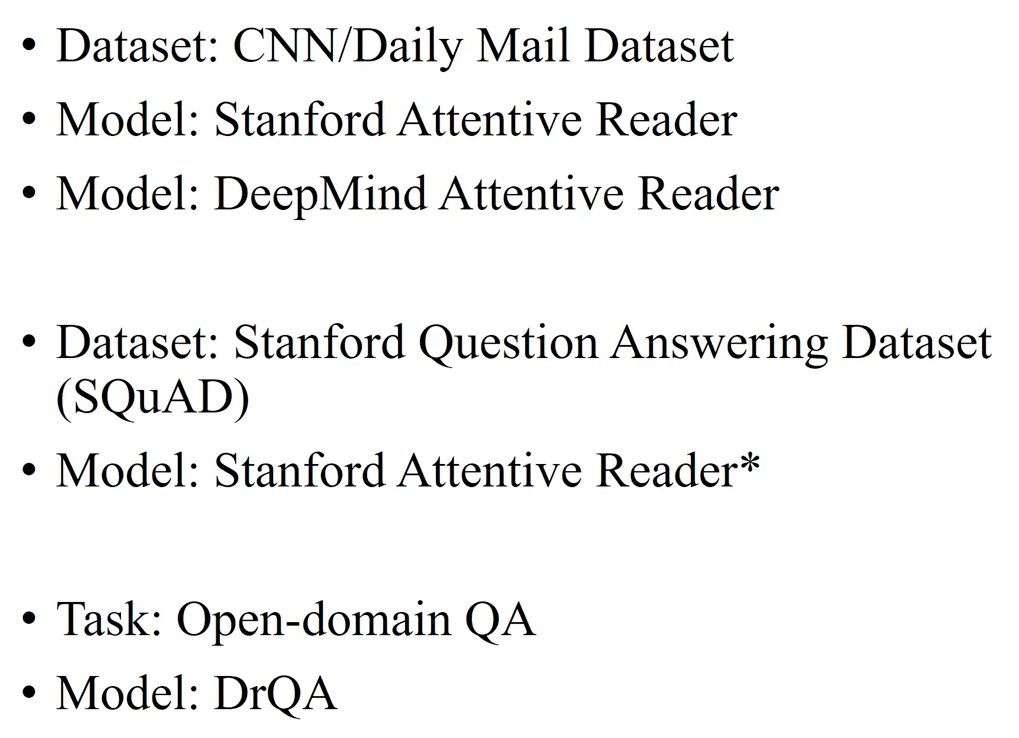 • Dataset: CNN/Daily Mail Dataset
• Model: Stanford Attentive Reader
• Model: DeepMind Attentive Reader
• Dataset: Stanford Question Answering Dataset
(SQuAD)
• Model: Stanford Attentive Reader*
• Task: Open-domain QA
• Model: DrQA